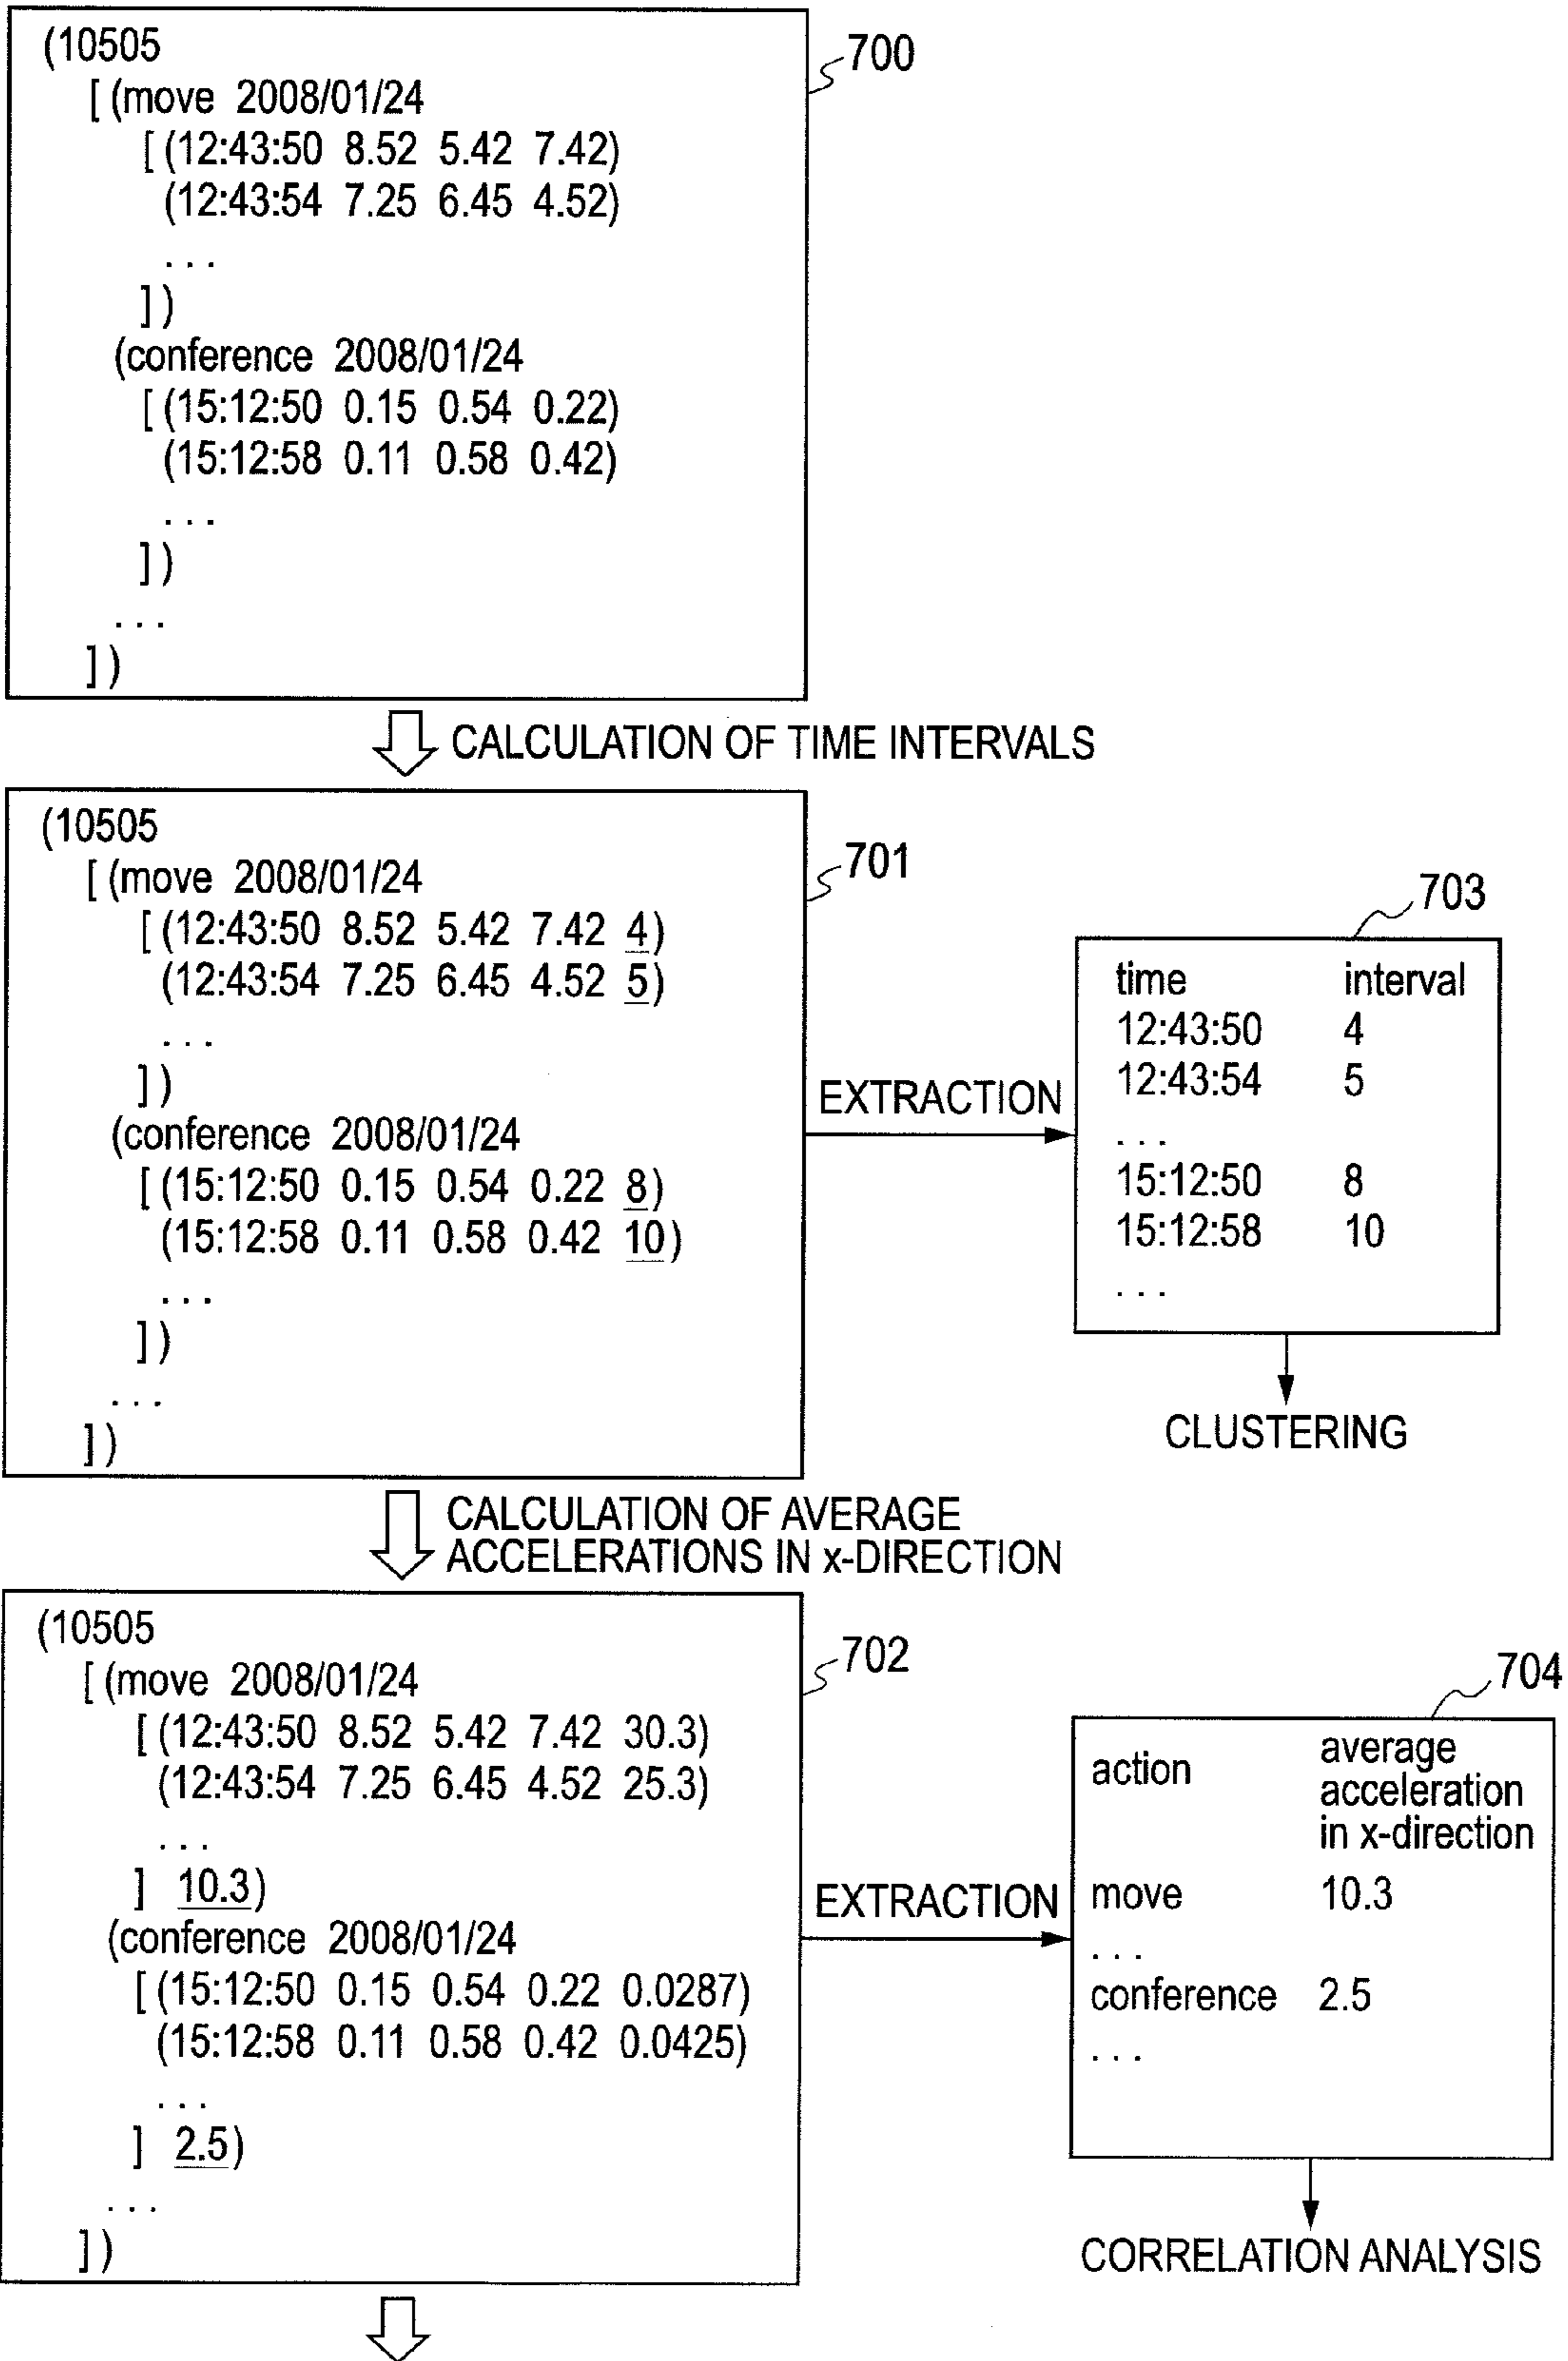 (10505
[ (move 2008/01/24
[ (12:43:50 8.52 5.42 7.42)
(12:43:54 7.25 6.45 4.52)
. . .
] )
(conference 2008/01/24
[ (15:12:50 0.15 0.54 0.22)
(15:12:58 0.11 0.58 0.42)
. . .
] )
. . .
] )
700
CALCULATION OF TIME INTERVALS
(10505
[ (move 2008/01/24
[ (12:43:50 8.52 5.42 7.42 4)
(12:43:54 7.25 6.45 4.52 5)
. . .
] )
(conference 2008/01/24
[ (15:12:50 0.15 0.54 0.22 8)
(15:12:58 0.11 0.58 0.42 10)
. . .
] )
. . .
] )
701
EXTRACTION
703
time interval
12:43:50 4
12:43:54 5
. . .
15:12:50 8
15:12:58 10
. . .
CLUSTERING
CALCULATION OF AVERAGE
ACCELERATIONS IN x-DIRECTION
(10505
[ (move 2008/01/24
[ (12:43:50 8.52 5.42 7.42 30.3)
(12:43:54 7.25 6.45 4.52 25.3)
. . .
] 10.3)
(conference 2008/01/24
[ (15:12:50 0.15 0.54 0.22 0.0287)
(15:12:58 0.11 0.58 0.42 0.0425)
. . .
] 2.5)
. . .
] )
702
EXTRACTION
704
action average
acceleration
in x-direction
move 10.3
. . .
conference 2.5
. . .
CORRELATION ANALYSIS